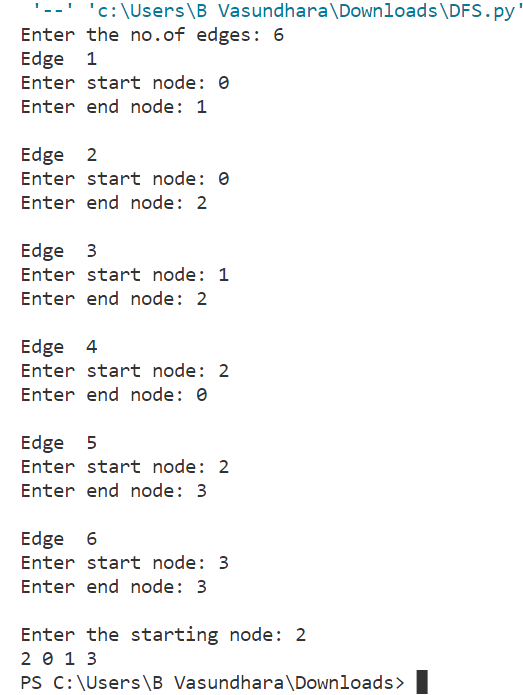 '--' 'c:\Users\B Vasundhara\Downloads\DFS.py'
Enter the no.of edges: 6
Edge  1
Enter start node: 0
Enter end node: 1
Edge  2
Enter start node: 0
Enter end node: 2
Edge  3
Enter start node: 1
Enter end node: 2
Edge  4
Enter start node: 2
Enter end node: 0
Edge  5
Enter start node: 2
Enter end node: 3
Edge  6
Enter start node: 3
Enter end node: 3
Enter the starting node: 2
2 0 1 3
PS C:\Users\B Vasundhara\Downloads>